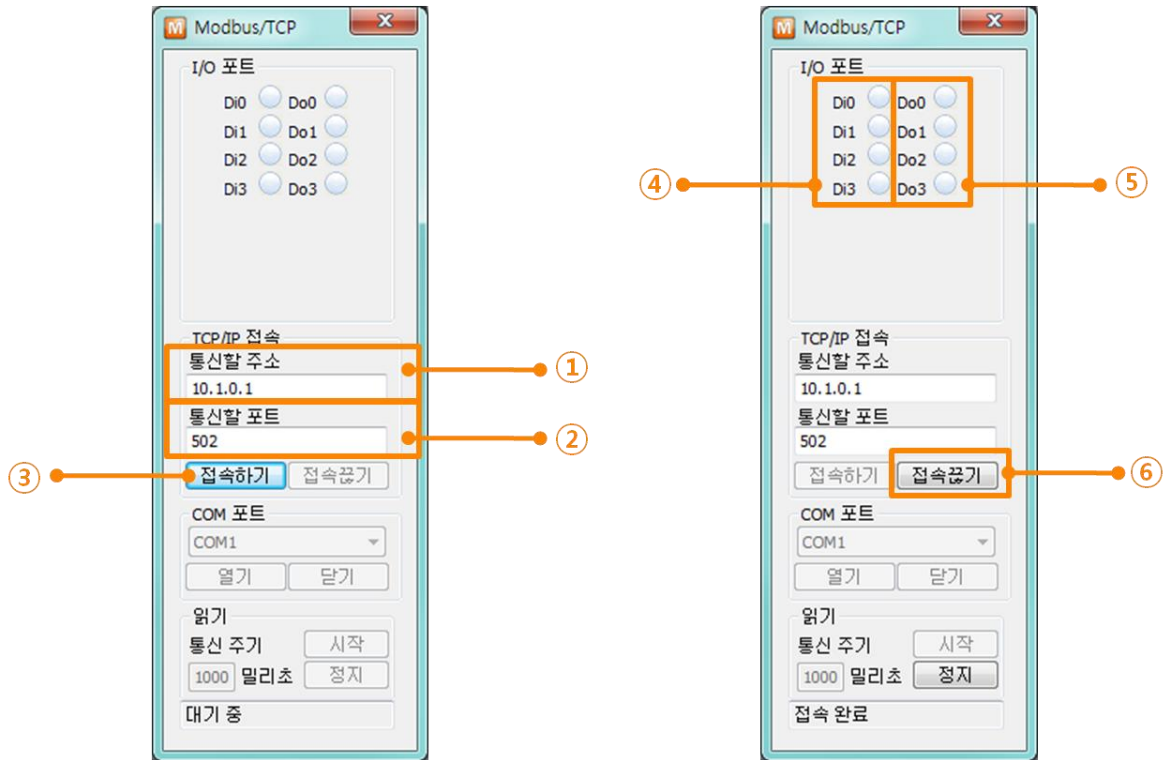 Modbus/TCP
I/O 포트
Di0 Do0
Di1 Do1
Di2 Do2
Di3 Do3
TCP/IP 접속
통신할 주소
10.1.0.1
①
통신할 포트
502
②
③
접속하기 접속끊기
COM 포트
COM1
열기 닫기
읽기
통신 주기 시작
1000 밀리초 정지
대기 중
Modbus/TCP
I/O 포트
Di0 Do0
Di1 Do1
Di2 Do2
Di3 Do3
④
⑤
TCP/IP 접속
통신할 주소
10.1.0.1
통신할 포트
502
접속하기 접속끊기
⑥
COM 포트
COM1
열기 닫기
읽기
통신 주기 시작
1000 밀리초 정지
접속 완료